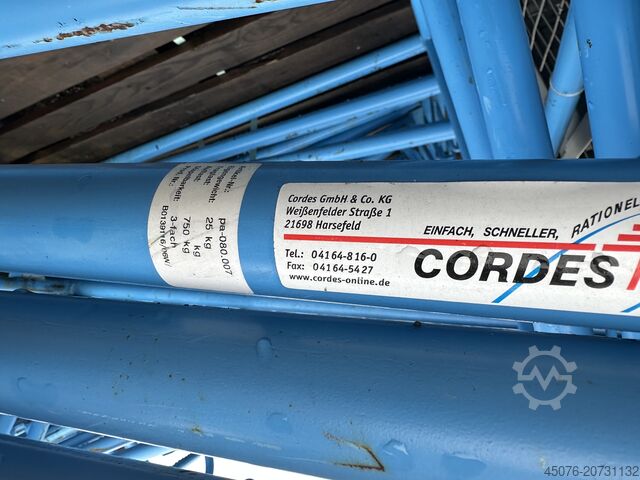 Cordes GmbH & Co. KG
Weißenfelder Straße 1
21698 Harsefeld
Tel.: 04164-816-0
Fax: 04164-5427
www.cordes-online.de
EINFACH, SCHNELLER, RATIONEL
CORDES
pa-080.007
25 kg
kg
750 kg
3-fach
45076-20731132